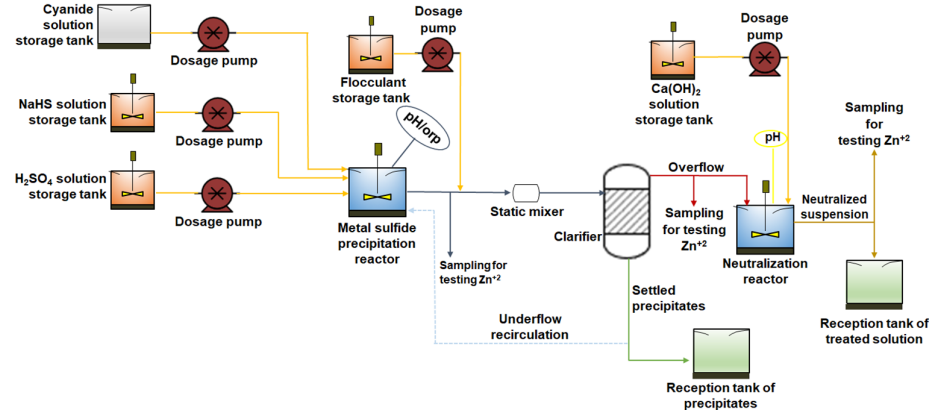 Cyanide
solution
storage tank
Dosage pump
NaHS solution
storage tank
Dosage pump
H₂SO₄ solution
storage tank
Dosage pump
Dosage
pump
Flocculant
storage tank
pH/orp
Metal sulfide
precipitation
reactor
Sampling for
testing Zn⁺²
Static mixer
Clarifier
Overflow
Sampling
for testing
Zn⁺²
Settled
precipitates
Underflow
recirculation
Reception tank of
precipitates
Dosage
pump
Ca(OH)₂
solution
storage tank
pH
Neutralization
reactor
Neutralized
suspension
Sampling
for
testing Zn⁺²
Reception tank of
treated solution